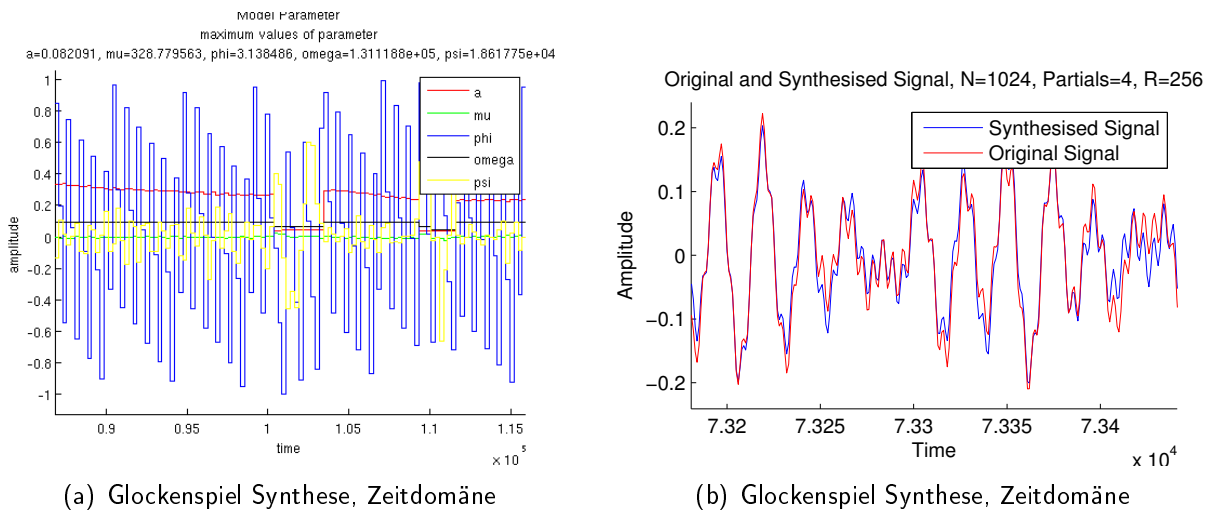 Model Parameter
maximum values of parameter
a=0.082091, mu=328.779563, phi=3.138486, omega=1.311188e+05, psi=1.861775e+04
1
0.8
0.6
0.4
0.2
0
-0.2
-0.4
-0.6
-0.8
-1
amplitude
a
mu
phi
omega
psi
0.9
0.95
1
1.05
1.1
1.15
time
× 10^5
(a) Glockenspiel Synthese, Zeitdomäne
Original and Synthesised Signal, N=1024, Partials=4, R=256
0.2
0.1
0
−0.1
−0.2
Amplitude
Synthesised Signal
Original Signal
7.32
7.325
7.33
7.335
7.34
Time
x 10^4
(b) Glockenspiel Synthese, Zeitdomäne